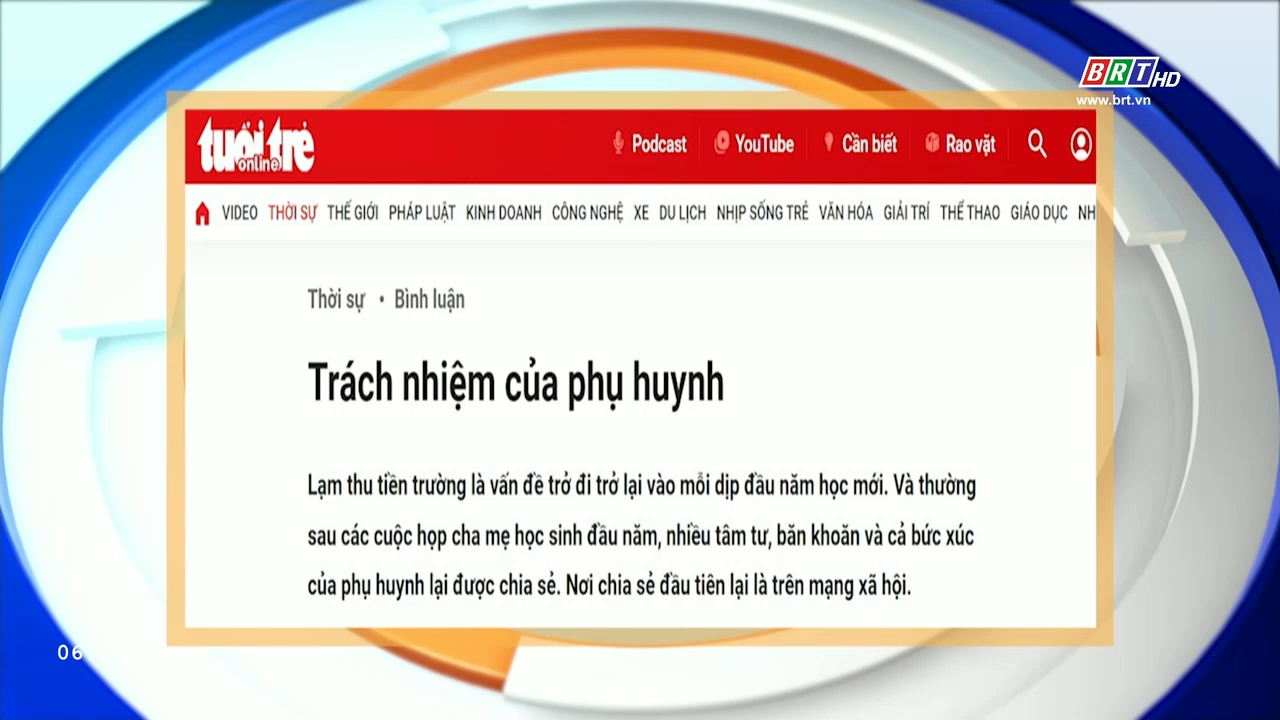 BRT HD
www.brt.vn
tuổi trẻ
online
Podcast YouTube Cần biết Rao vặt
VIDEO THỜI SỰ THẾ GIỚI PHÁP LUẬT KINH DOANH CÔNG NGHỆ XE DU LỊCH NHỊP SỐNG TRẺ VĂN HÓA GIẢI TRÍ THỂ THAO GIÁO DỤC NH
Thời sự • Bình luận
Trách nhiệm của phụ huynh
Lạm thu tiền trường là vấn đề trở đi trở lại vào mỗi dịp đầu năm học mới. Và thường
sau các cuộc họp cha mẹ học sinh đầu năm, nhiều tâm tư, băn khoăn và cả bức xúc
của phụ huynh lại được chia sẻ. Nơi chia sẻ đầu tiên lại là trên mạng xã hội.
06